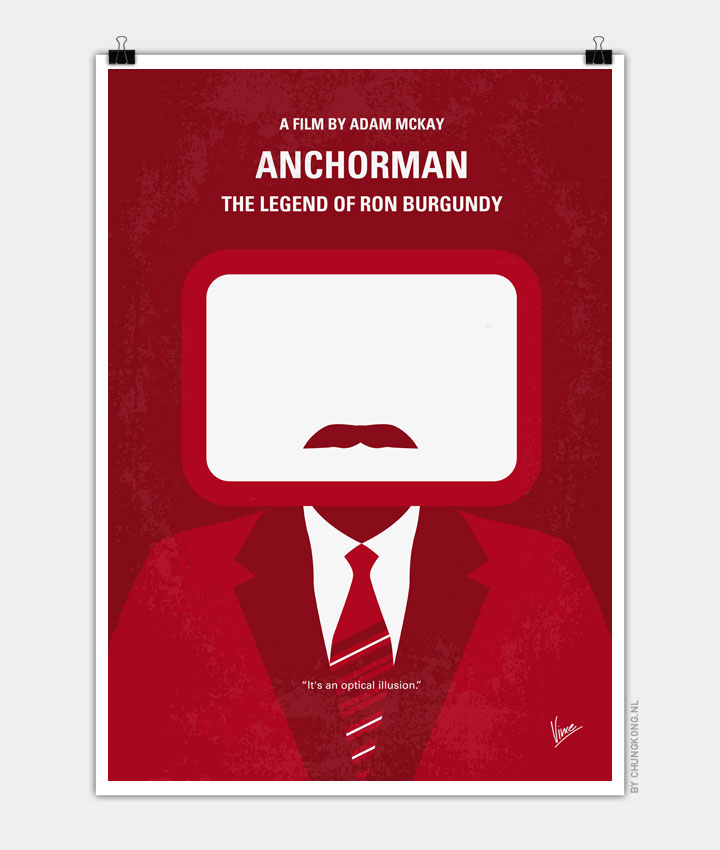 A FILM BY ADAM MCKAY
ANCHORMAN
THE LEGEND OF RON BURGUNDY
“It's an optical illusion.”
BY CHUNGKONG.NL